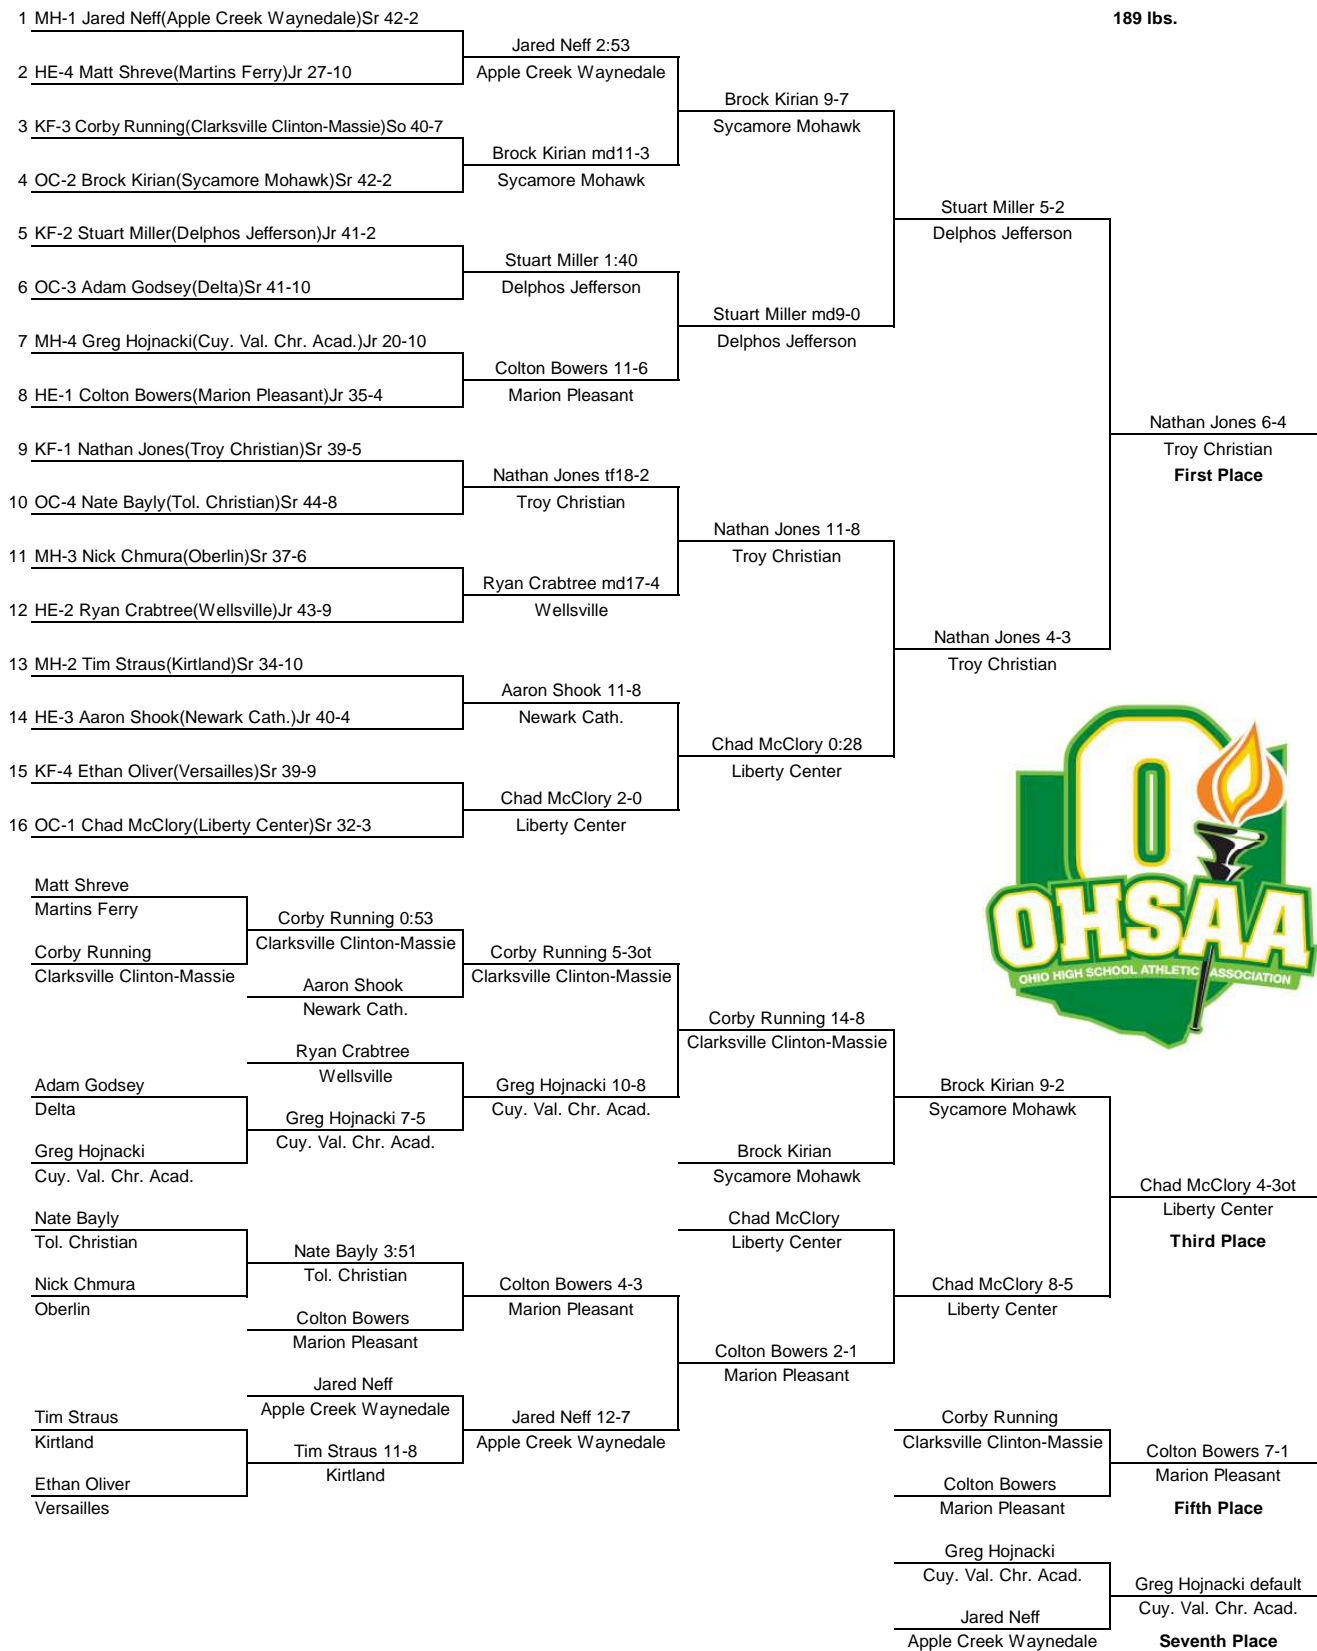 189 lbs.
1 MH-1 Jared Neff(Apple Creek Waynedale)Sr 42-2
2 HE-4 Matt Shreve(Martins Ferry)Jr 27-10
3 KF-3 Corby Running(Clarksville Clinton-Massie)So 40-7
4 OC-2 Brock Kirian(Sycamore Mohawk)Sr 42-2
5 KF-2 Stuart Miller(Delphos Jefferson)Jr 41-2
6 OC-3 Adam Godsey(Delta)Sr 41-10
7 MH-4 Greg Hojnacki(Cuy. Val. Chr. Acad.)Jr 20-10
8 HE-1 Colton Bowers(Marion Pleasant)Jr 35-4
9 KF-1 Nathan Jones(Troy Christian)Sr 39-5
10 OC-4 Nate Bayly(Tol. Christian)Sr 44-8
11 MH-3 Nick Chmura(Oberlin)Sr 37-6
12 HE-2 Ryan Crabtree(Wellsville)Jr 43-9
13 MH-2 Tim Straus(Kirtland)Sr 34-10
14 HE-3 Aaron Shook(Newark Cath.)Jr 40-4
15 KF-4 Ethan Oliver(Versailles)Sr 39-9
16 OC-1 Chad McClory(Liberty Center)Sr 32-3
Jared Neff 2:53
Apple Creek Waynedale
Brock Kirian md11-3
Sycamore Mohawk
Stuart Miller 1:40
Delphos Jefferson
Colton Bowers 11-6
Marion Pleasant
Nathan Jones tf18-2
Troy Christian
Ryan Crabtree md17-4
Wellsville
Aaron Shook 11-8
Newark Cath.
Chad McClory 2-0
Liberty Center
Brock Kirian 9-7
Sycamore Mohawk
Stuart Miller md9-0
Delphos Jefferson
Nathan Jones 11-8
Troy Christian
Chad McClory 0:28
Liberty Center
Stuart Miller 5-2
Delphos Jefferson
Nathan Jones 4-3
Troy Christian
Nathan Jones 6-4
Troy Christian
First Place
O
OHSAA
OHIO HIGH SCHOOL ATHLETIC ASSOCIATION
Matt Shreve
Martins Ferry
Corby Running
Clarksville Clinton-Massie
Adam Godsey
Delta
Greg Hojnacki
Cuy. Val. Chr. Acad.
Nate Bayly
Tol. Christian
Nick Chmura
Oberlin
Tim Straus
Kirtland
Ethan Oliver
Versailles
Corby Running 0:53
Clarksville Clinton-Massie
Aaron Shook
Newark Cath.
Ryan Crabtree
Wellsville
Greg Hojnacki 7-5
Cuy. Val. Chr. Acad.
Nate Bayly 3:51
Tol. Christian
Colton Bowers
Marion Pleasant
Jared Neff
Apple Creek Waynedale
Tim Straus 11-8
Kirtland
Corby Running 5-3ot
Clarksville Clinton-Massie
Greg Hojnacki 10-8
Cuy. Val. Chr. Acad.
Colton Bowers 4-3
Marion Pleasant
Jared Neff 12-7
Apple Creek Waynedale
Corby Running 14-8
Clarksville Clinton-Massie
Brock Kirian
Sycamore Mohawk
Chad McClory
Liberty Center
Colton Bowers 2-1
Marion Pleasant
Brock Kirian 9-2
Sycamore Mohawk
Chad McClory 8-5
Liberty Center
Chad McClory 4-3ot
Liberty Center
Third Place
Corby Running
Clarksville Clinton-Massie
Colton Bowers
Marion Pleasant
Colton Bowers 7-1
Marion Pleasant
Fifth Place
Greg Hojnacki
Cuy. Val. Chr. Acad.
Jared Neff
Apple Creek Waynedale
Greg Hojnacki default
Cuy. Val. Chr. Acad.
Seventh Place